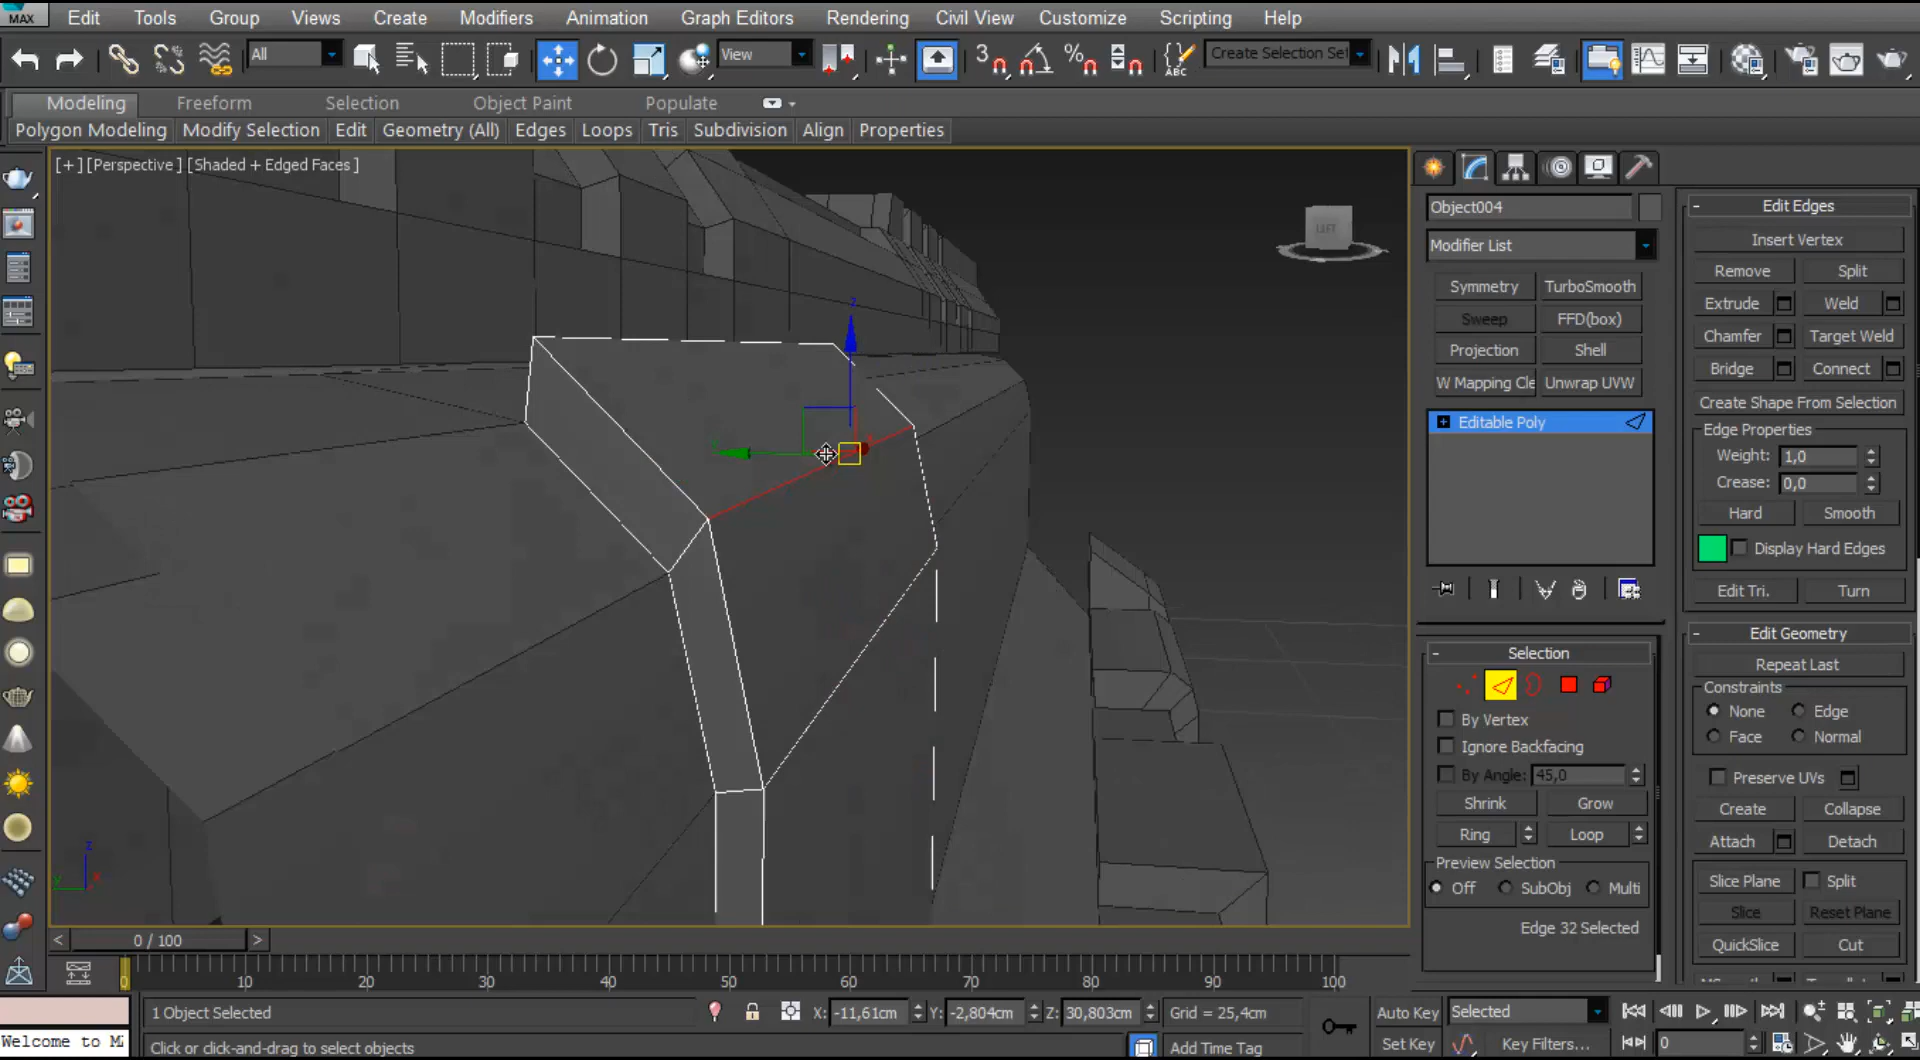 MAX Edit Tools Group Views Create Modifiers Animation Graph Editors Rendering Civil View Customize Scripting Help
All View 3 % ABC Create Selection Set
Modeling Freeform Selection Object Paint Populate
Polygon Modeling Modify Selection Edit Geometry (All) Edges Loops Tris Subdivision Align Properties
[+] [Perspective ] [Shaded + Edged Faces ]
LEFT
z
z
y
x
Object004
Modifier List
Symmetry TurboSmooth
Sweep FFD(box)
Projection Shell
W Mapping Cle Unwrap UVW
Editable Poly
- Selection
By Vertex
Ignore Backfacing
By Angle: 45,0
Shrink Grow
Ring Loop
Preview Selection
Off SubObj Multi
Edge 32 Selected
- Edit Edges
Insert Vertex
Remove Split
Extrude Weld
Chamfer Target Weld
Bridge Connect
Create Shape From Selection
Edge Properties
Weight: 1,0
Crease: 0,0
Hard Smooth
Display Hard Edges
Edit Tri. Turn
- Edit Geometry
Repeat Last
Constraints
None Edge
Face Normal
Preserve UVs
Create Collapse
Attach Detach
Slice Plane Split
Slice Reset Plane
QuickSlice Cut
< 0 / 100 >
0 10 20 30 40 50 60 70 80 90 100
1 Object Selected X: -11,61cm Y: -2,804cm Z: 30,803cm Grid = 25,4cm Auto Key Selected
Welcome to M Click or click-and-drag to select objects Add Time Tag Set Key Key Filters... 0